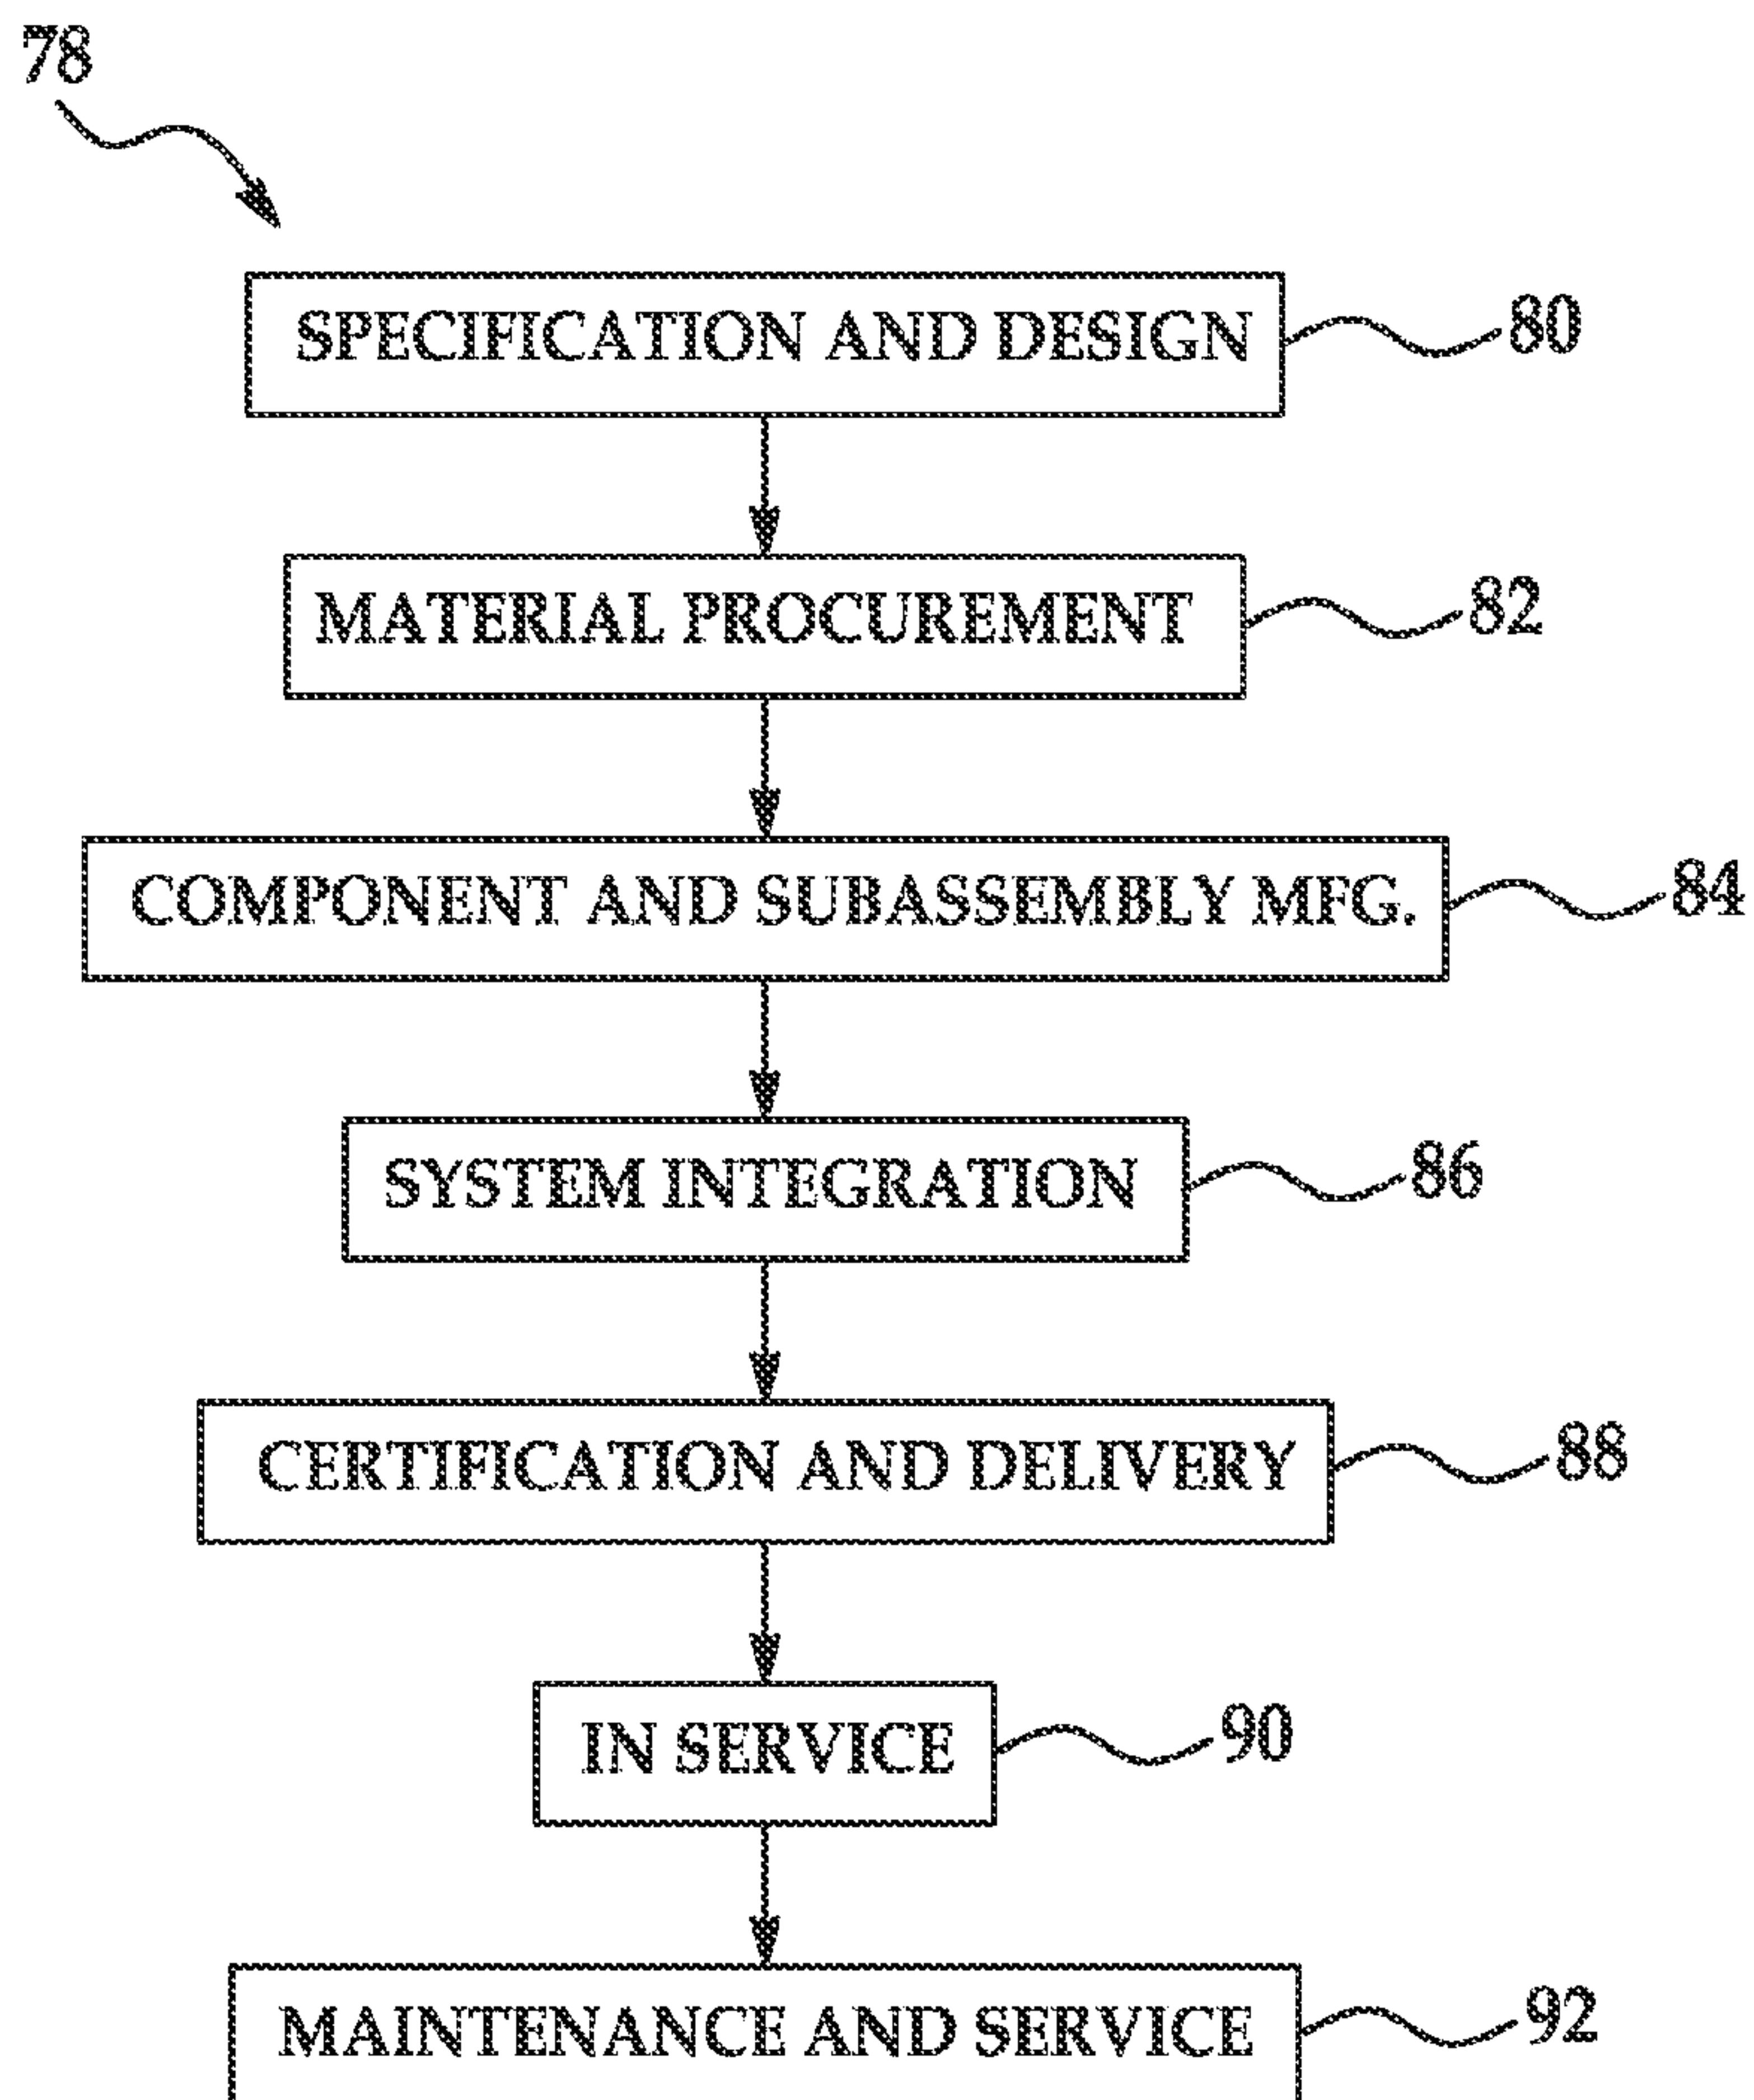 78
SPECIFICATION AND DESIGN 80
MATERIAL PROCUREMENT 82
COMPONENT AND SUBASSEMBLY MFG. 84
SYSTEM INTEGRATION 86
CERTIFICATION AND DELIVERY 88
IN SERVICE 90
MAINTENANCE AND SERVICE 92